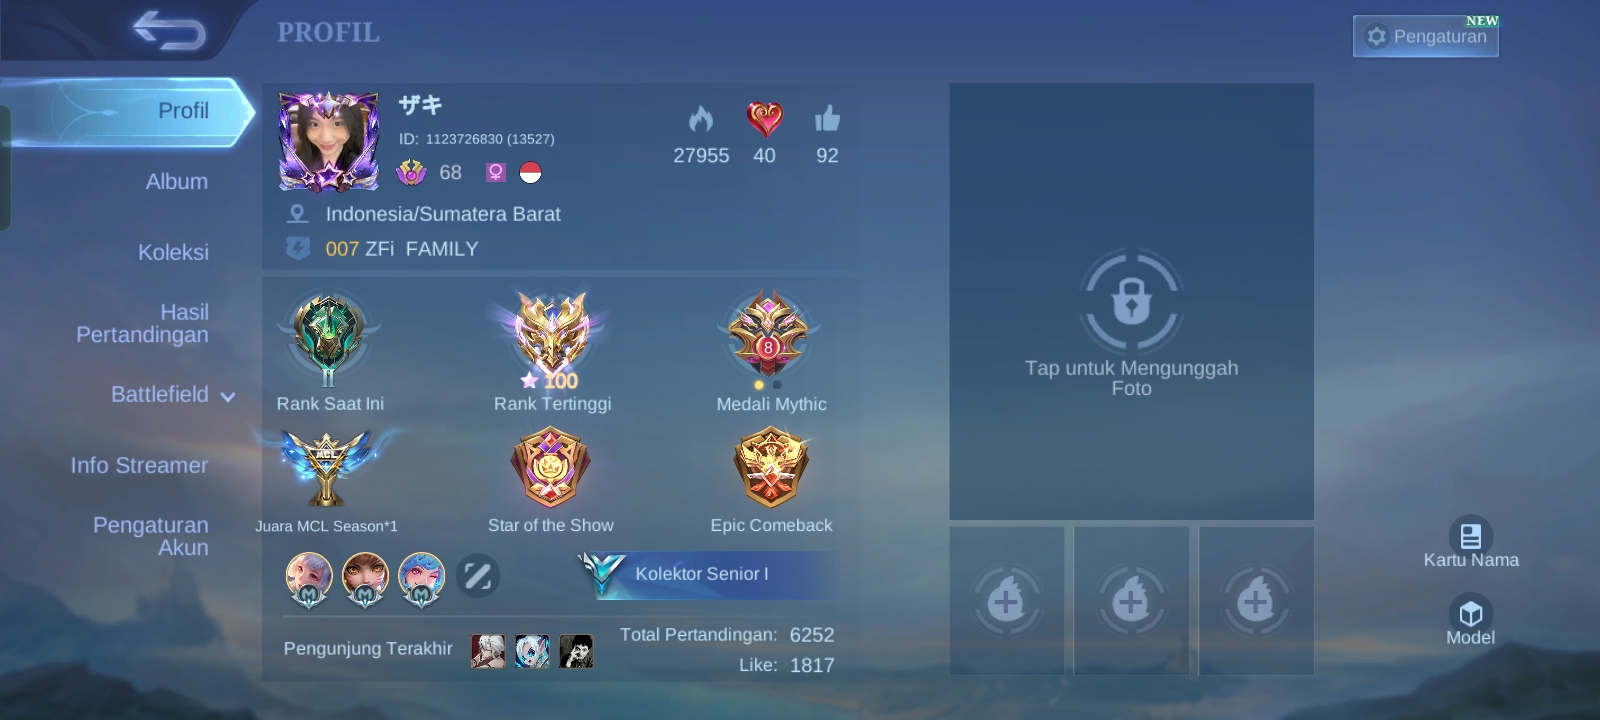 PROFIL
NEW
Pengaturan
Profil
Album
Koleksi
Hasil
Pertandingan
Battlefield
Info Streamer
Pengaturan
Akun
ザキ
ID: 1123726830 (13527)
68
27955
40
92
Indonesia/Sumatera Barat
007 ZFi FAMILY
II
100
8
Rank Saat Ini
Rank Tertinggi
Medali Mythic
MCL
Juara MCL Season*1
Star of the Show
Epic Comeback
M
M
M
Kolektor Senior I
Pengunjung Terakhir
Total Pertandingan: 6252
Like: 1817
Tap untuk Mengunggah
Foto
Kartu Nama
Model